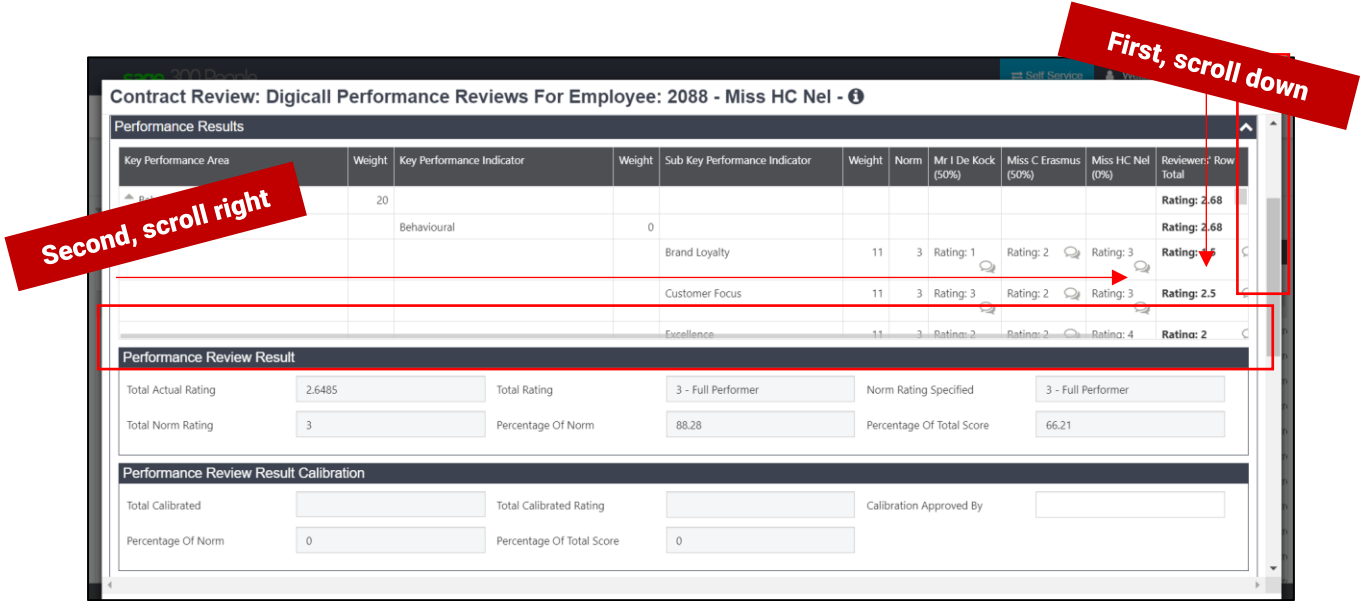 First, scroll down
sage 300 People
Self Service
Contract Review: Digicall Performance Reviews For Employee: 2088 - Miss HC Nel -
Performance Results
Key Performance Area Weight Key Performance Indicator Weight Sub Key Performance Indicator Weight Norm Mr I De Kock (50%) Miss C Erasmus (50%) Miss HC Nel (0%) Reviewers' Row Total
20 Rating: 2.68
Second, scroll right
Behavioural 0 Rating: 2.68
Brand Loyalty 11 3 Rating: 1 Rating: 2 Rating: 3 Rating: 1.5
Customer Focus 11 3 Rating: 3 Rating: 2 Rating: 3 Rating: 2.5
Excellence 11 3 Rating: 2 Rating: 2 Rating: 4 Rating: 2
Performance Review Result
Total Actual Rating 2.6485 Total Rating 3 - Full Performer Norm Rating Specified 3 - Full Performer
Total Norm Rating 3 Percentage Of Norm 88.28 Percentage Of Total Score 66.21
Performance Review Result Calibration
Total Calibrated Total Calibrated Rating Calibration Approved By
Percentage Of Norm 0 Percentage Of Total Score 0